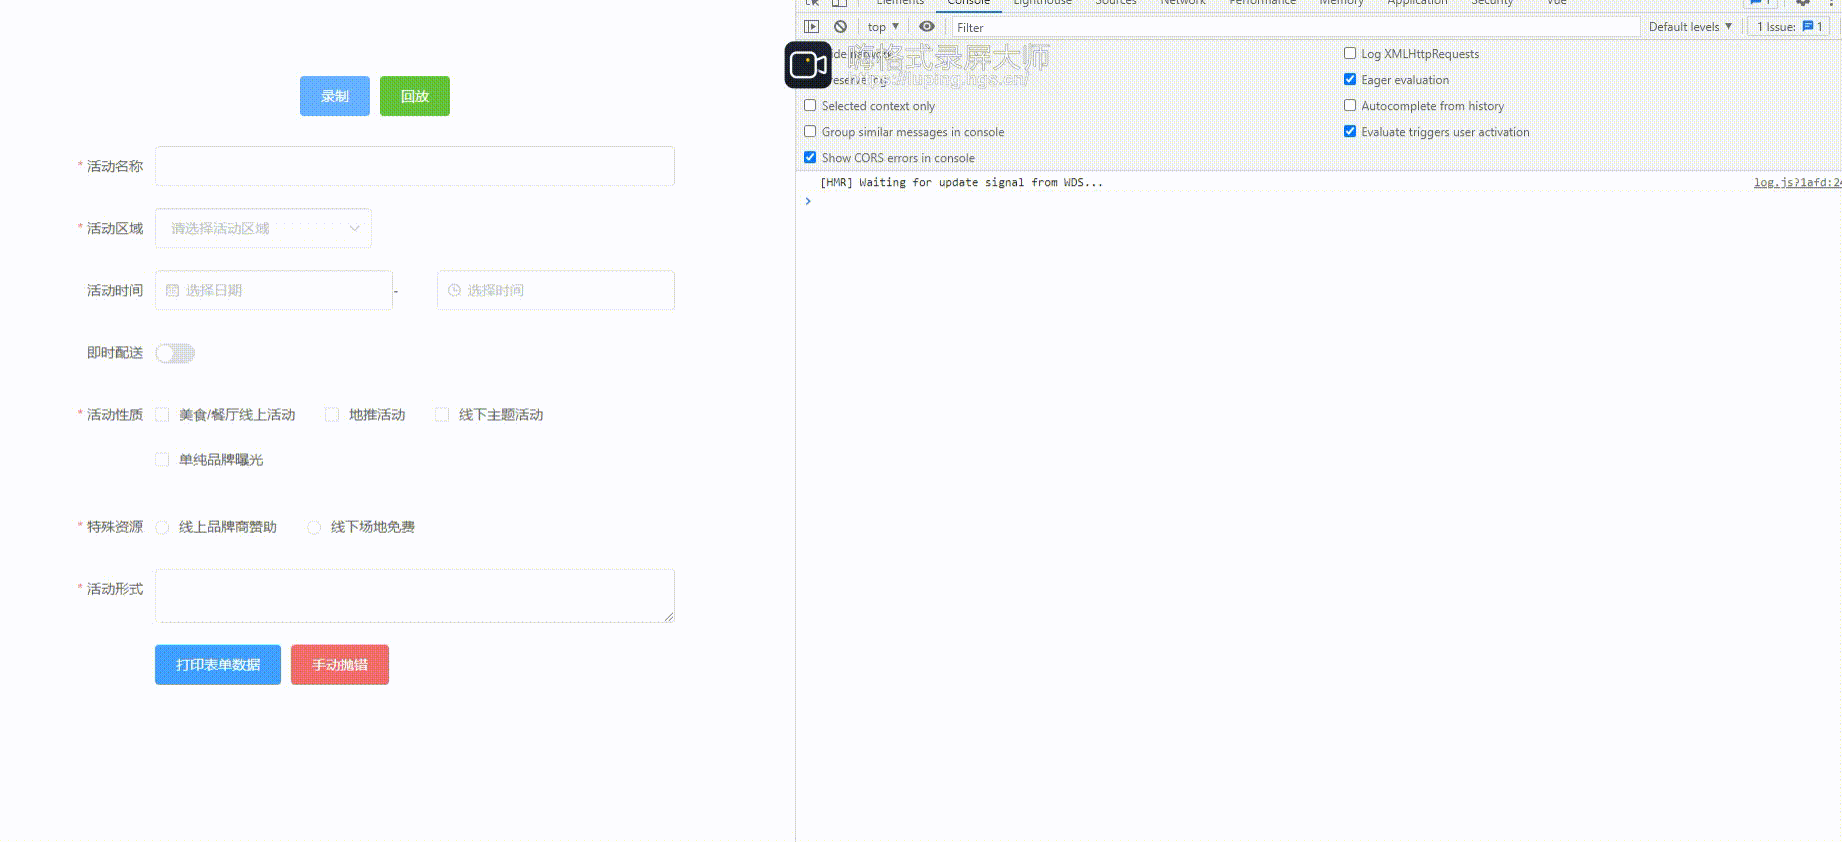 Elements Console Lighthouse Sources Network Performance Memory Application Security Vue 1
top ▼ Filter Default levels ▼ 1 Issue: 1
录制 回放
嗨格式录屏大师
https://luping.hgs.cn/
Log XMLHttpRequests
Eager evaluation
Selected context only
Autocomplete from history
Group similar messages in console
Evaluate triggers user activation
Show CORS errors in console
[HMR] Waiting for update signal from WDS... log.js?1afd:24
* 活动名称
* 活动区域 请选择活动区域
活动时间 选择日期 - 选择时间
即时配送
* 活动性质 美食/餐厅线上活动 地推活动 线下主题活动
单纯品牌曝光
* 特殊资源 线上品牌商赞助 线下场地免费
* 活动形式
打印表单数据 手动抛错